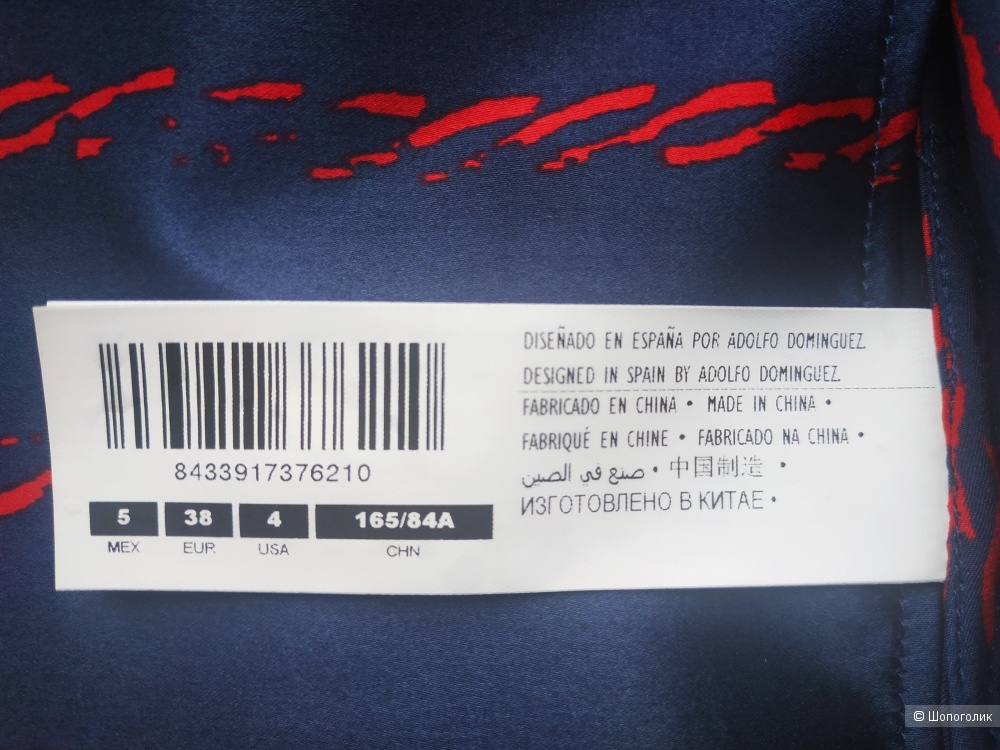 8433917376210
5 38 4 165/84A
MEX EUR USA CHN
DISEÑADO EN ESPAÑA POR ADOLFO DOMINGUEZ
DESIGNED IN SPAIN BY ADOLFO DOMINGUEZ
FABRICADO EN CHINA • MADE IN CHINA •
FABRIQUÉ EN CHINE • FABRICADO NA CHINA •
صنع في الصين • 中国制造 •
ИЗГОТОВЛЕНО В КИТАЕ •
© Шопоголик